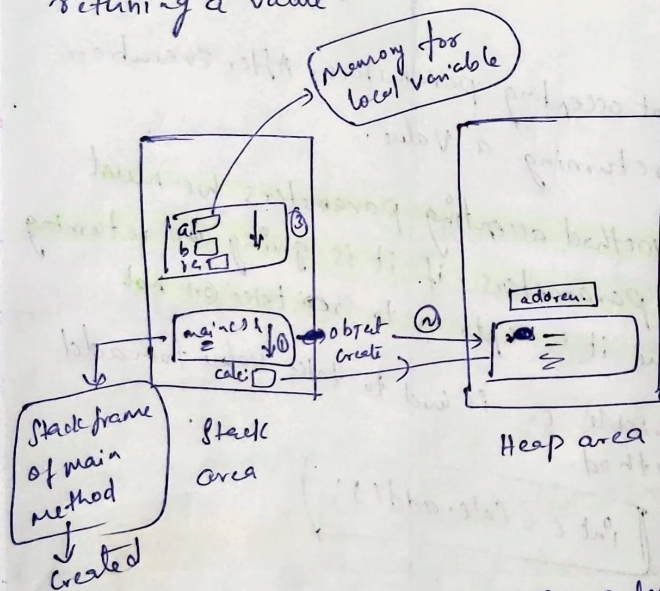 returning a value
Memory for
local variable
a
b
③
main()
①
object
create
②
calc
address.
Stack frame
of main
method
Created
Stack
area
Heap area